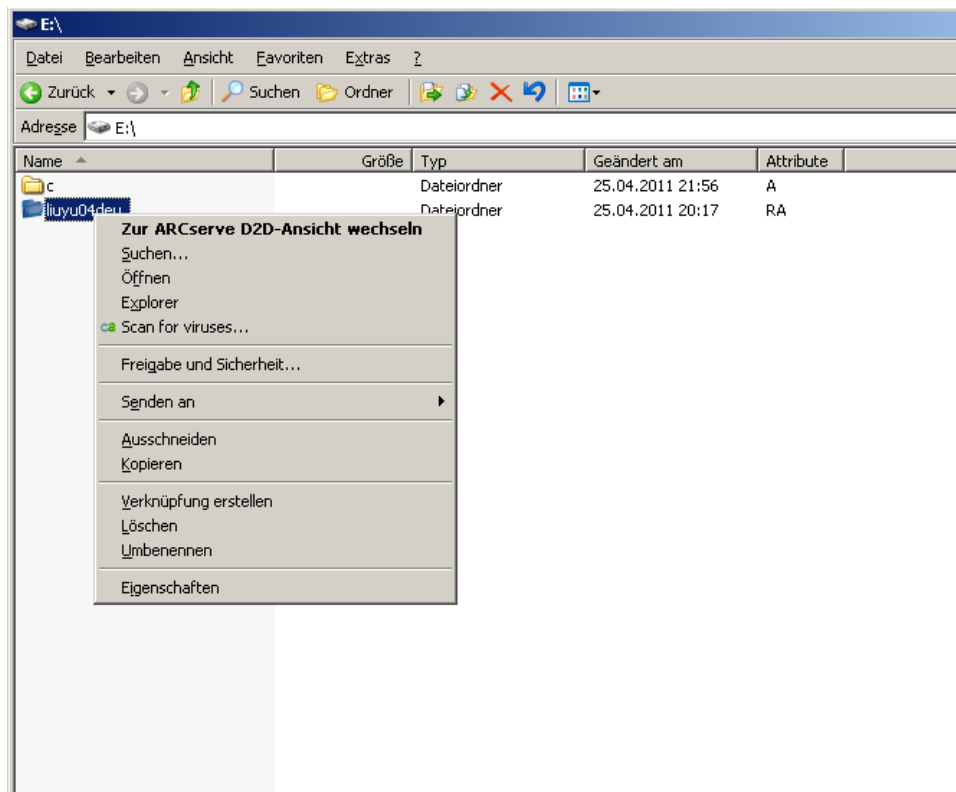 E:\
Datei Bearbeiten Ansicht Favoriten Extras ?
Zurück Suchen Ordner
Adresse E:\
Name Größe Typ Geändert am Attribute
c Dateiordner 25.04.2011 21:56 A
liuyu04deu Dateiordner 25.04.2011 20:17 RA
Zur ARCserve D2D-Ansicht wechseln
Suchen...
Öffnen
Explorer
ca Scan for viruses...
Freigabe und Sicherheit...
Senden an
Ausschneiden
Kopieren
Verknüpfung erstellen
Löschen
Umbenennen
Eigenschaften